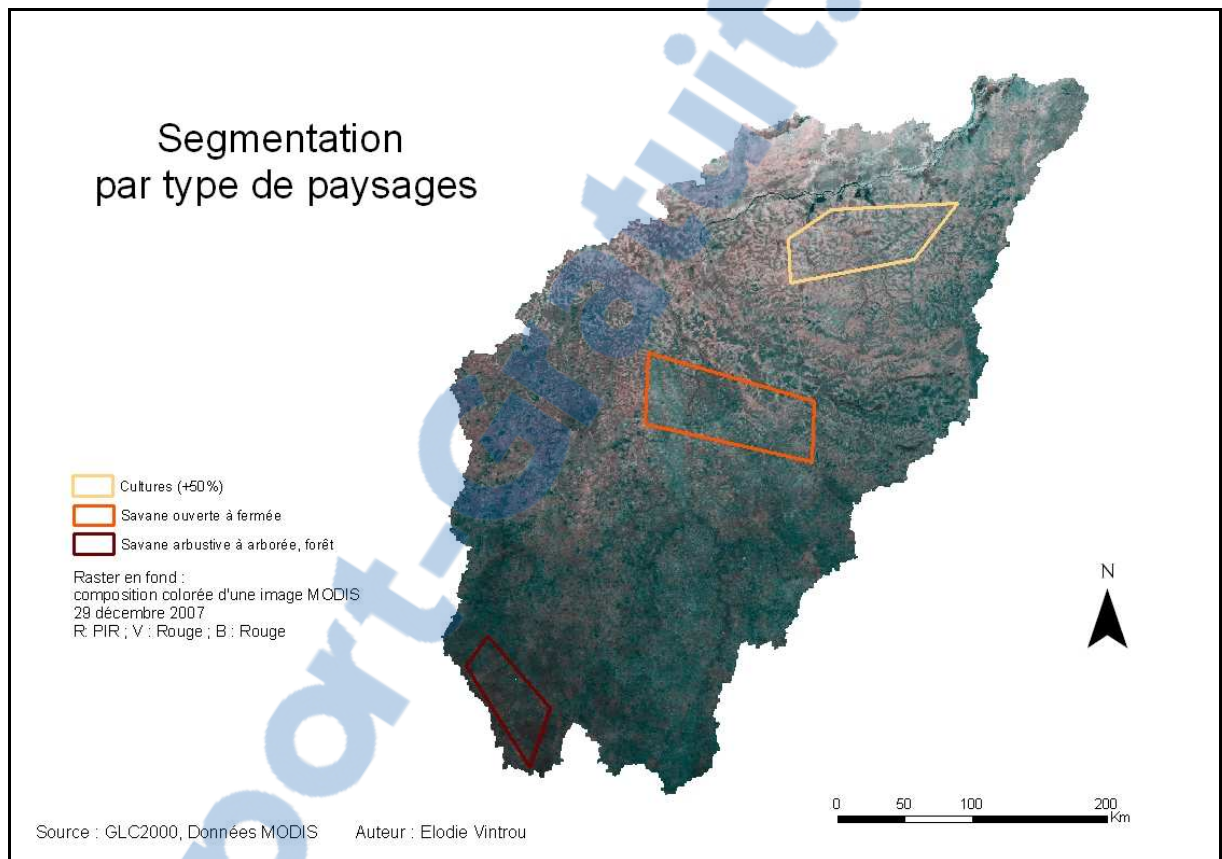 Segmentation
par type de paysages
Cultures (+50%)
Savane ouverte à fermée
Savane arbustive à arborée, forêt
Raster en fond :
composition colorée d'une image MODIS
29 décembre 2007
R: PIR ; V : Rouge ; B : Rouge
N
0 50 100 200
Km
Source : GLC2000, Données MODIS Auteur : Elodie Vintrou
port-Gratuit.